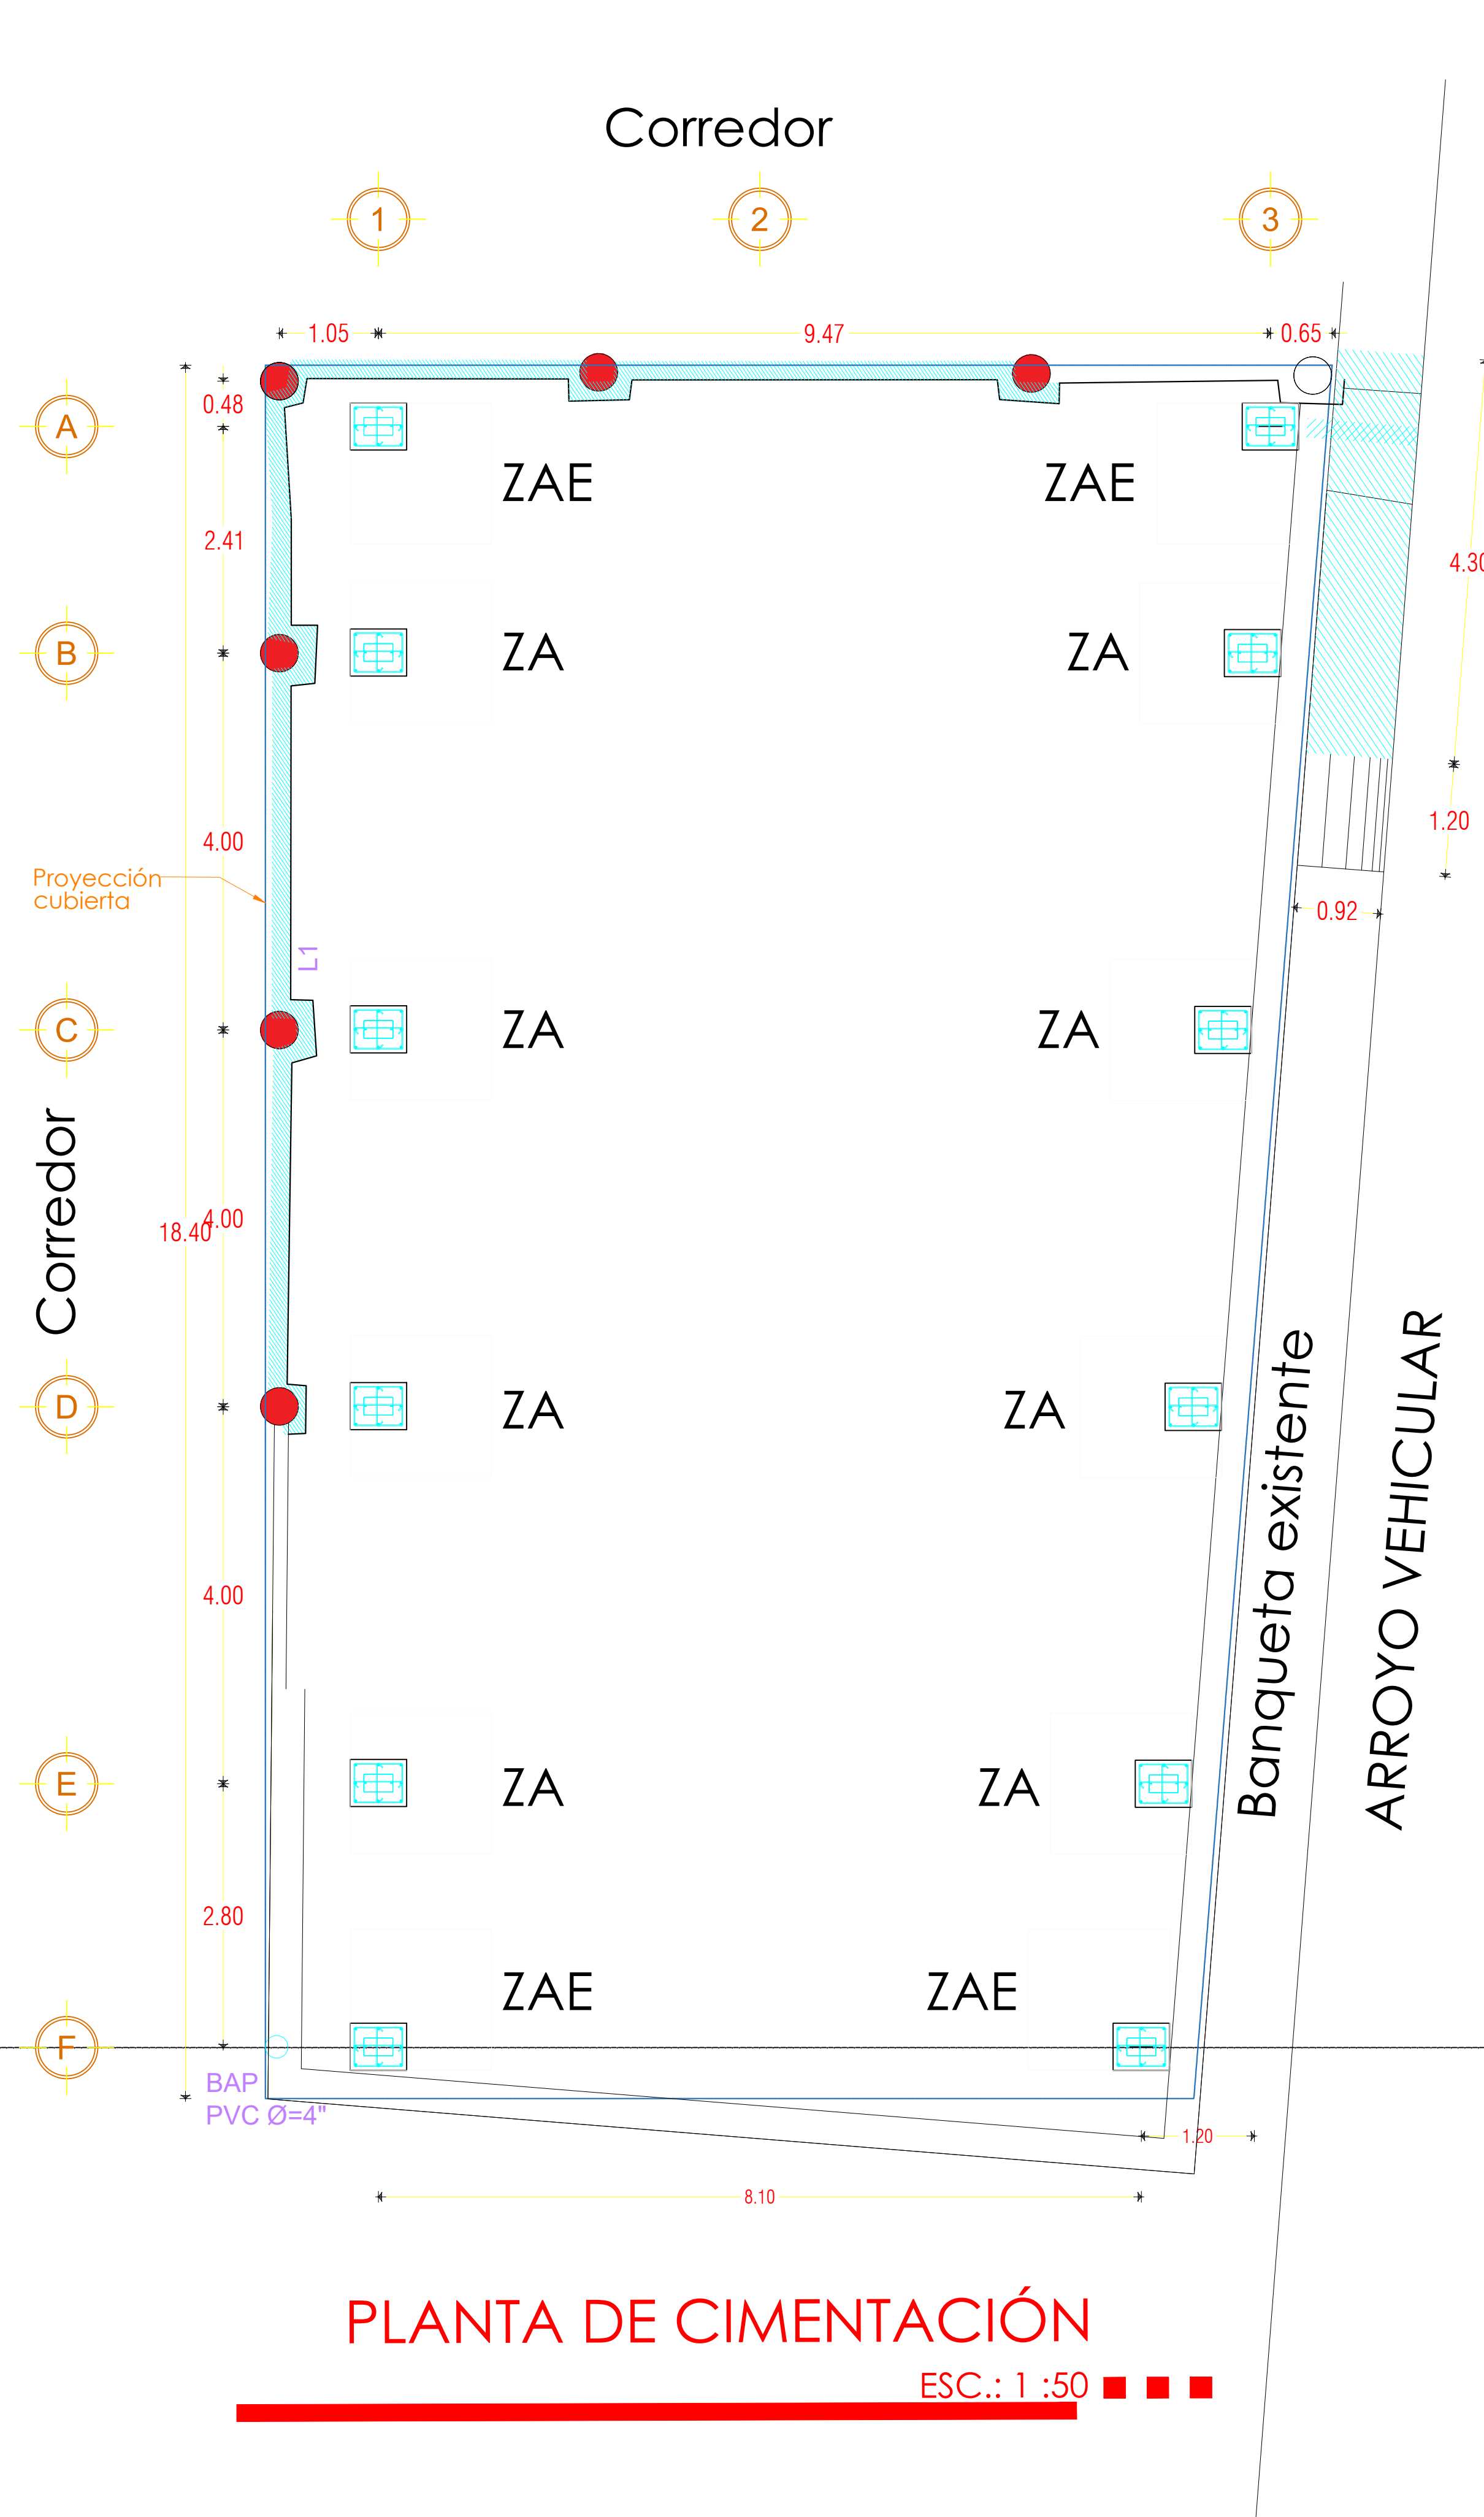 Corredor
1
2
3
1.05
9.47
0.65
0.48
A
ZAE
ZAE
2.41
4.30
B
ZA
ZA
4.00
1.20
Proyección
cubierta
0.92
L1
C
ZA
ZA
Corredor
4.00
18.40
D
ZA
ZA
Banqueta existente
ARROYO VEHICULAR
4.00
E
ZA
ZA
2.80
ZAE
ZAE
F
BAP
PVC Ø=4"
1.20
8.10
PLANTA DE CIMENTACIÓN
ESC.: 1 :50